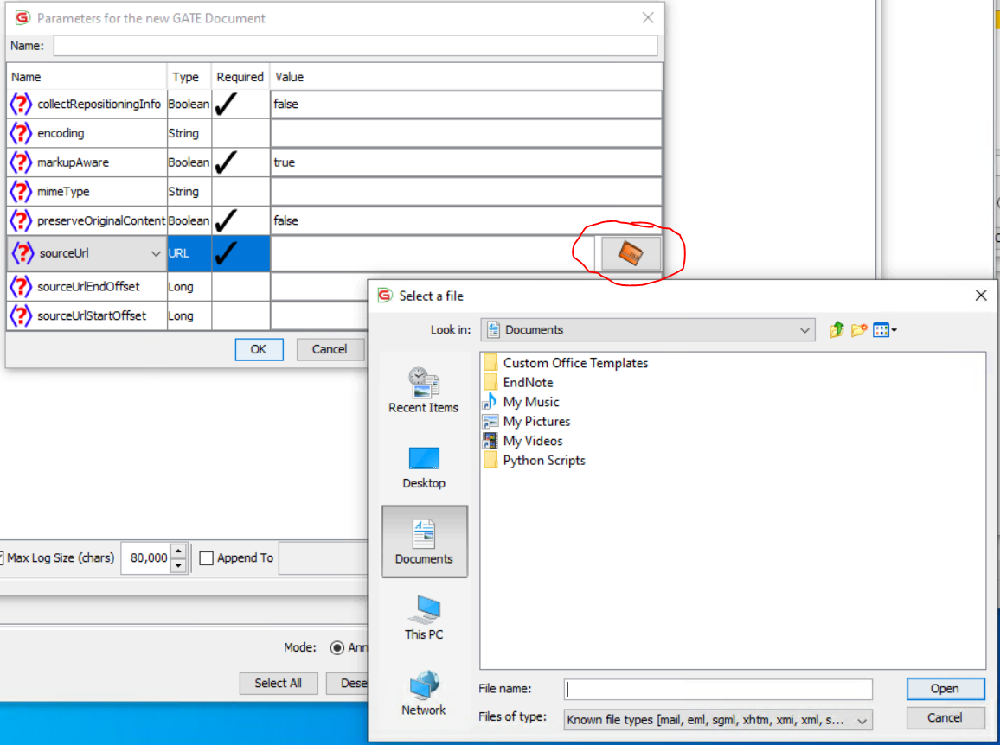 Parameters for the new GATE Document
Name:
Name Type Required Value
collectRepositioningInfo Boolean false
encoding String
markupAware Boolean true
mimeType String
preserveOriginalContent Boolean false
sourceUrl URL
sourceUrlEndOffset Long
sourceUrlStartOffset Long
OK Cancel
Select a file
Look in: Documents
Recent Items
Desktop
Documents
This PC
Network
Custom Office Templates
EndNote
My Music
My Pictures
My Videos
Python Scripts
File name: Open
Files of type: Known file types [mail, eml, sgml, xhtm, xmi, xml, s... Cancel
Max Log Size (chars) 80,000 Append To
Mode: Ann
Select All Dese